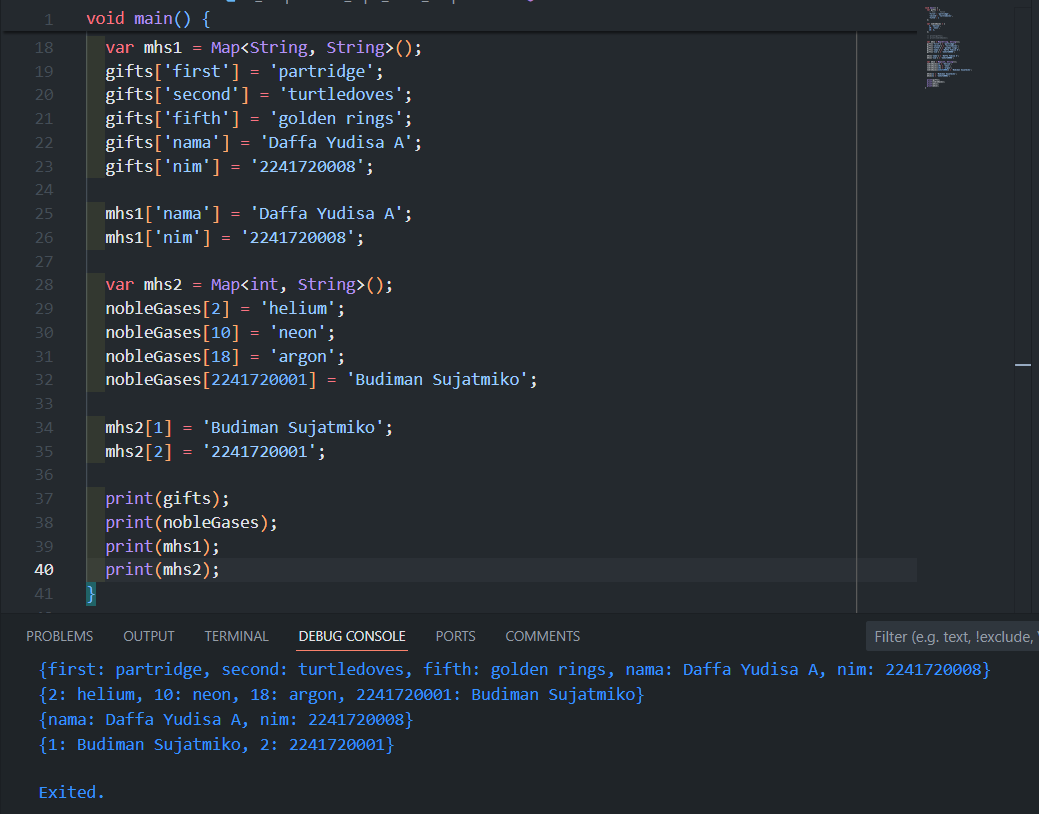 1 void main() {
18 var mhs1 = Map<String, String>();
19 gifts['first'] = 'partridge';
20 gifts['second'] = 'turtledoves';
21 gifts['fifth'] = 'golden rings';
22 gifts['nama'] = 'Daffa Yudisa A';
23 gifts['nim'] = '2241720008';
24
25 mhs1['nama'] = 'Daffa Yudisa A';
26 mhs1['nim'] = '2241720008';
27
28 var mhs2 = Map<int, String>();
29 nobleGases[2] = 'helium';
30 nobleGases[10] = 'neon';
31 nobleGases[18] = 'argon';
32 nobleGases[2241720001] = 'Budiman Sujatmiko';
33
34 mhs2[1] = 'Budiman Sujatmiko';
35 mhs2[2] = '2241720001';
36
37 print(gifts);
38 print(nobleGases);
39 print(mhs1);
40 print(mhs2);
41 }
PROBLEMS OUTPUT TERMINAL DEBUG CONSOLE PORTS COMMENTS Filter (e.g. text, !exclude,
{first: partridge, second: turtledoves, fifth: golden rings, nama: Daffa Yudisa A, nim: 2241720008}
{2: helium, 10: neon, 18: argon, 2241720001: Budiman Sujatmiko}
{nama: Daffa Yudisa A, nim: 2241720008}
{1: Budiman Sujatmiko, 2: 2241720001}
Exited.